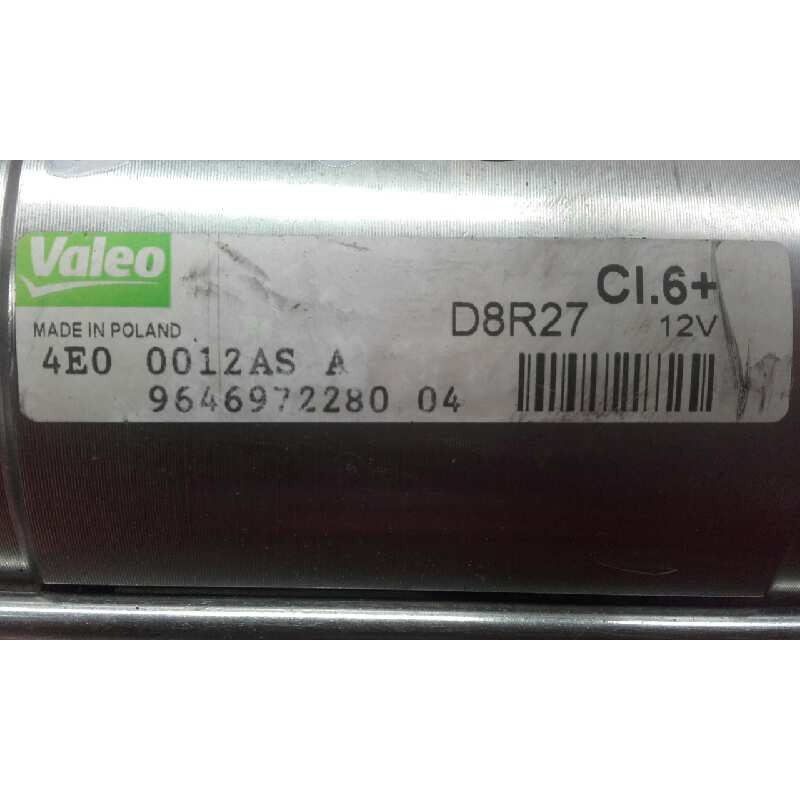 Valeo
MADE IN POLAND
D8R27
Cl.6+
12V
4E0 0012AS A
9646972280 04